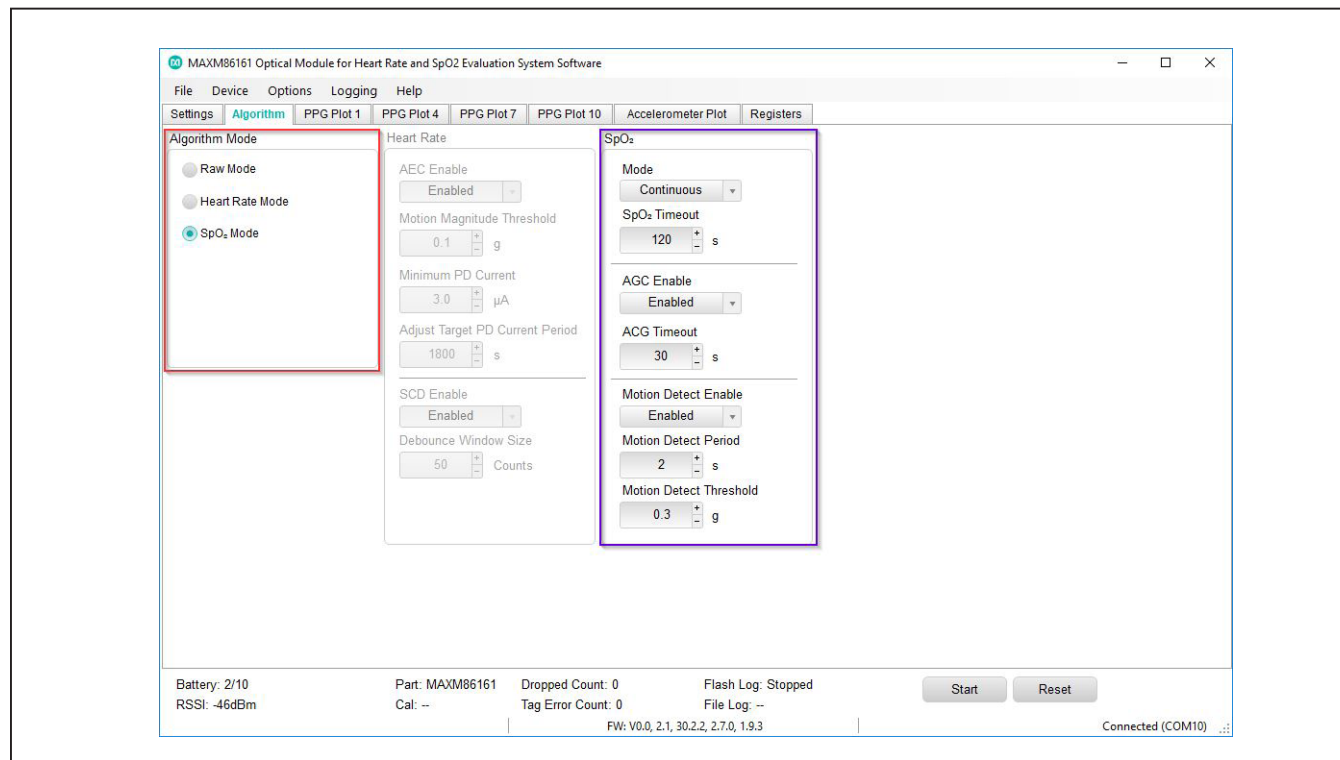 MAXM86161 Optical Module for Heart Rate and SpO2 Evaluation System Software
File Device Options Logging Help
Settings Algorithm PPG Plot 1 PPG Plot 4 PPG Plot 7 PPG Plot 10 Accelerometer Plot Registers
Algorithm Mode
Raw Mode
Heart Rate Mode
SpO₂ Mode
Heart Rate
AEC Enable
Enabled
Motion Magnitude Threshold
0.1 g
Minimum PD Current
3.0 µA
Adjust Target PD Current Period
1800 s
SCD Enable
Enabled
Debounce Window Size
50 Counts
SpO₂
Mode
Continuous
SpO₂ Timeout
120 s
AGC Enable
Enabled
ACG Timeout
30 s
Motion Detect Enable
Enabled
Motion Detect Period
2 s
Motion Detect Threshold
0.3 g
Battery: 2/10 Part: MAXM86161 Dropped Count: 0 Flash Log: Stopped Start Reset
RSSI: -46dBm Cal: -- Tag Error Count: 0 File Log: --
FW: V0.0, 2.1, 30.2.2, 2.7.0, 1.9.3 Connected (COM10)